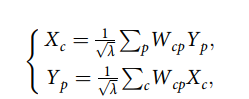 X_c = \frac{1}{\sqrt{\lambda}} \sum_p W_{cp} Y_p,
Y_p = \frac{1}{\sqrt{\lambda}} \sum_c W_{cp} X_c,